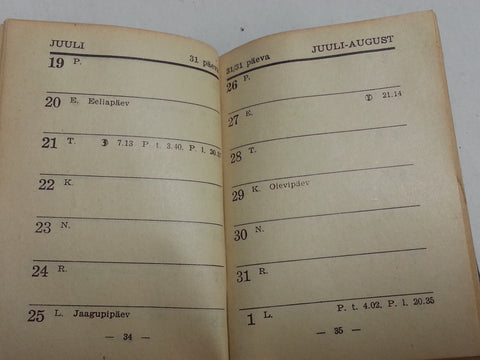 JUULI 31 päeva
19 P.
20 E. Eeliapäev
21 T. 7.13 P. t. 3.40. P. l.
22 K.
23 N.
24 R.
25 L. Jaagupipäev
— 34 —
31/31 päeva JUULI-AUGUST
26 P.
27 E. 21.14
28 T.
29 K. Olevipäev
30 N.
31 R.
1 L. P. t. 4.02. P. l. 20.35
— 35 —